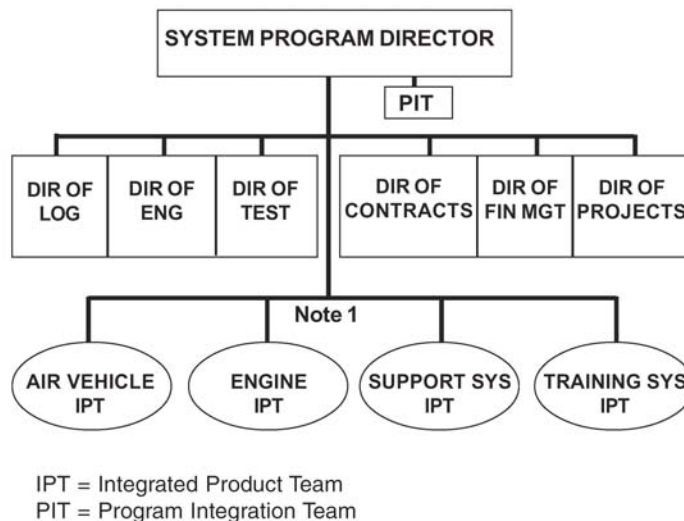 SYSTEM PROGRAM DIRECTOR
PIT
DIR OF
LOG
DIR OF
ENG
DIR OF
TEST
DIR OF
CONTRACTS
DIR OF
FIN MGT
DIR OF
PROJECTS
Note 1
AIR VEHICLE
IPT
ENGINE
IPT
SUPPORT SYS
IPT
TRAINING SYS
IPT
IPT = Integrated Product Team
PIT = Program Integration Team